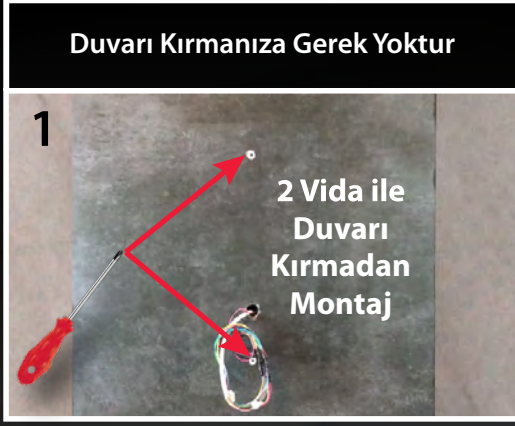 Duvarı Kırmanıza Gerek Yoktur
1
2 Vida ile
Duvarı
Kırmadan
Montaj